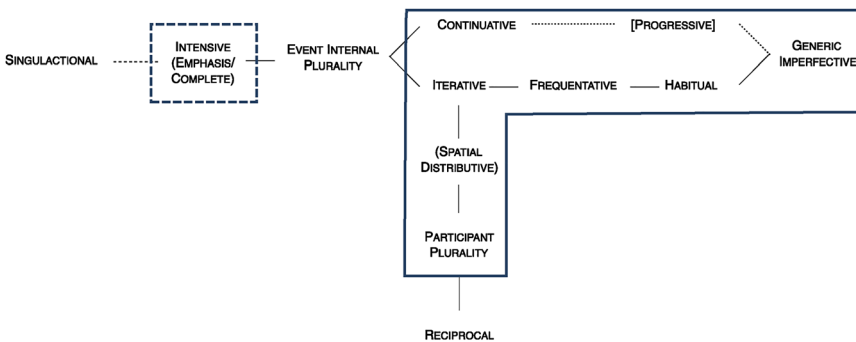 SINGULACTIONAL
INTENSIVE
(EMPHASIS/
COMPLETE)
EVENT INTERNAL
PLURALITY
CONTINUATIVE
[PROGRESSIVE]
GENERIC
IMPERFECTIVE
ITERATIVE
FREQUENTATIVE
HABITUAL
(SPATIAL
DISTRIBUTIVE)
PARTICIPANT
PLURALITY
RECIPROCAL